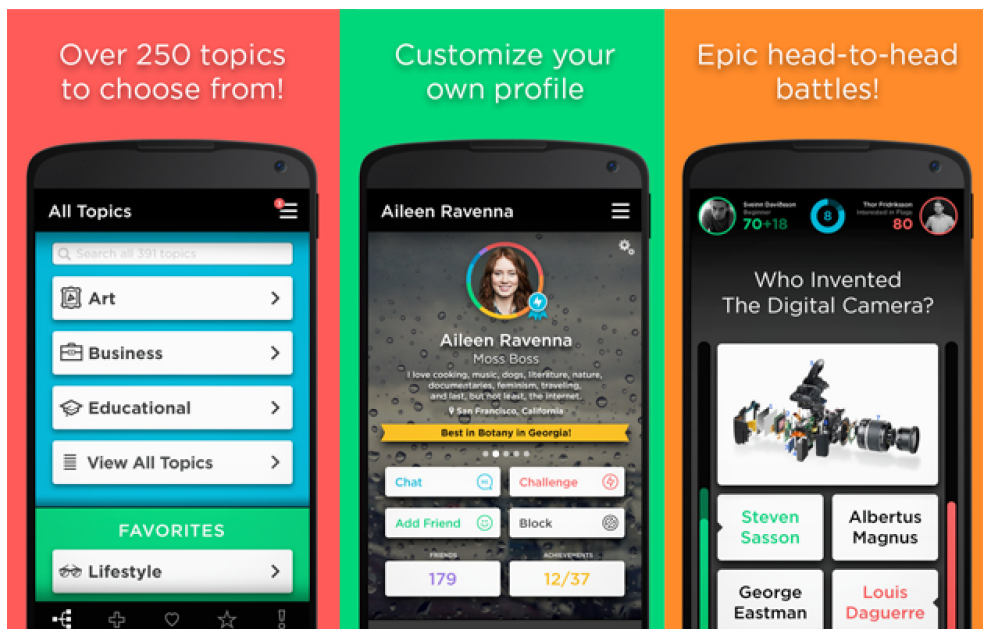 Over 250 topics
to choose from!
All Topics
3
Search all 391 topics
Art
Business
Educational
View All Topics
FAVORITES
Lifestyle
Customize your
own profile
Aileen Ravenna
Aileen Ravenna
Moss Boss
I love cooking, music, dogs, literature, nature,
documentaries, feminism, traveling,
and last, but not least, the internet.
San Francisco, California
Best in Botany in Georgia!
Chat
Challenge
Add Friend
Block
FRIENDS
ACHIEVEMENTS
179
12/37
Epic head-to-head
battles!
Sveinn Davíðsson
Beginner
70+18
8
Thor Fridriksson
Interested in Plugs
80
Who Invented
The Digital Camera?
Steven
Sasson
Albertus
Magnus
George
Eastman
Louis
Daguerre